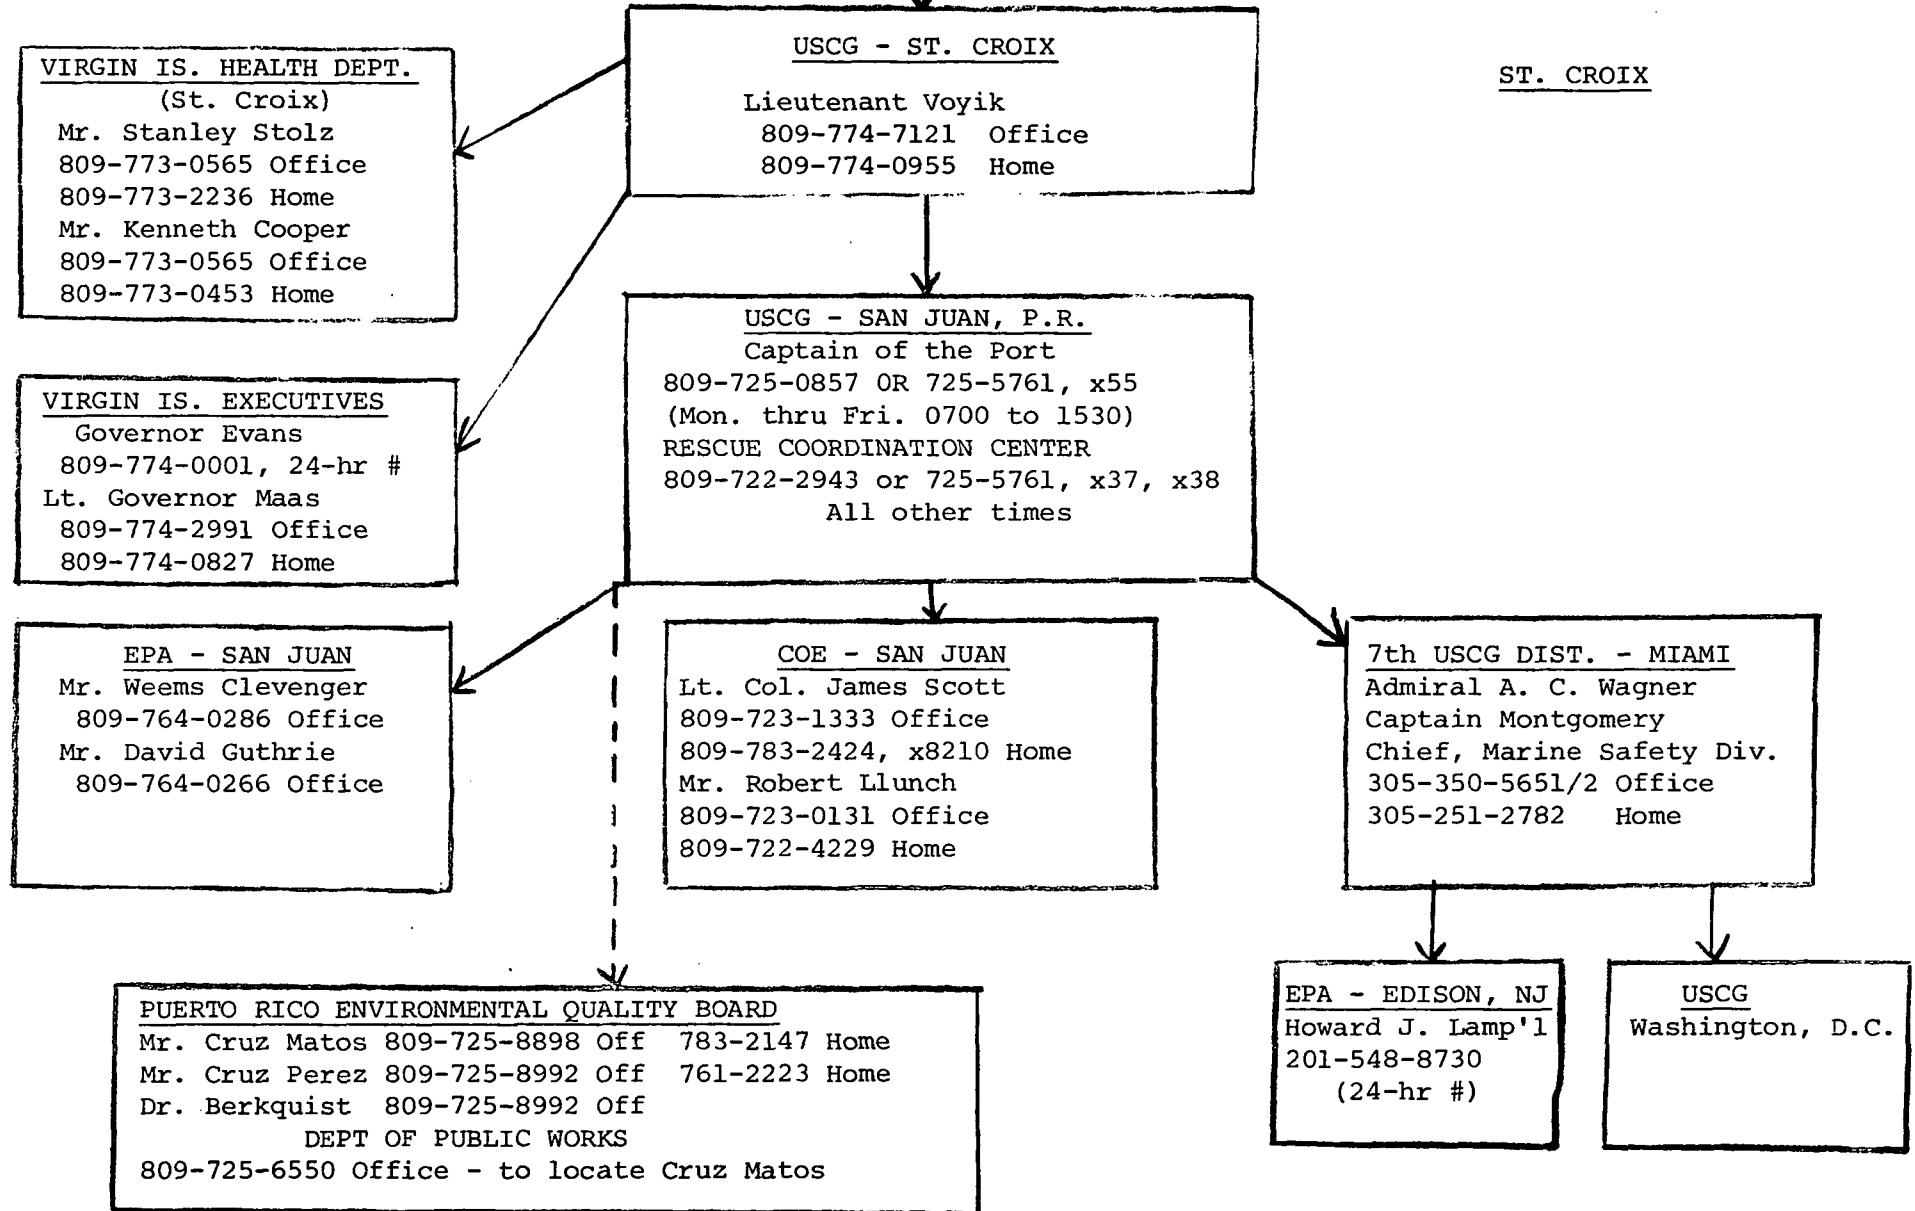 USCG - ST. CROIX
Lieutenant Voyik
809-774-7121 Office
809-774-0955 Home
ST. CROIX
VIRGIN IS. HEALTH DEPT.
(St. Croix)
Mr. Stanley Stolz
809-773-0565 Office
809-773-2236 Home
Mr. Kenneth Cooper
809-773-0565 Office
809-773-0453 Home
USCG - SAN JUAN, P.R.
Captain of the Port
809-725-0857 OR 725-5761, x55
(Mon. thru Fri. 0700 to 1530)
RESCUE COORDINATION CENTER
809-722-2943 or 725-5761, x37, x38
All other times
VIRGIN IS. EXECUTIVES
Governor Evans
809-774-0001, 24-hr #
Lt. Governor Maas
809-774-2991 Office
809-774-0827 Home
EPA - SAN JUAN
Mr. Weems Clevenger
809-764-0286 Office
Mr. David Guthrie
809-764-0266 Office
COE - SAN JUAN
Lt. Col. James Scott
809-723-1333 Office
809-783-2424, x8210 Home
Mr. Robert Llunch
809-723-0131 Office
809-722-4229 Home
7th USCG DIST. - MIAMI
Admiral A. C. Wagner
Captain Montgomery
Chief, Marine Safety Div.
305-350-5651/2 Office
305-251-2782 Home
PUERTO RICO ENVIRONMENTAL QUALITY BOARD
Mr. Cruz Matos 809-725-8898 Off 783-2147 Home
Mr. Cruz Perez 809-725-8992 Off 761-2223 Home
Dr. Berkquist 809-725-8992 Off
DEPT OF PUBLIC WORKS
809-725-6550 Office - to locate Cruz Matos
EPA - EDISON, NJ
Howard J. Lamp'l
201-548-8730
(24-hr #)
USCG
Washington, D.C.